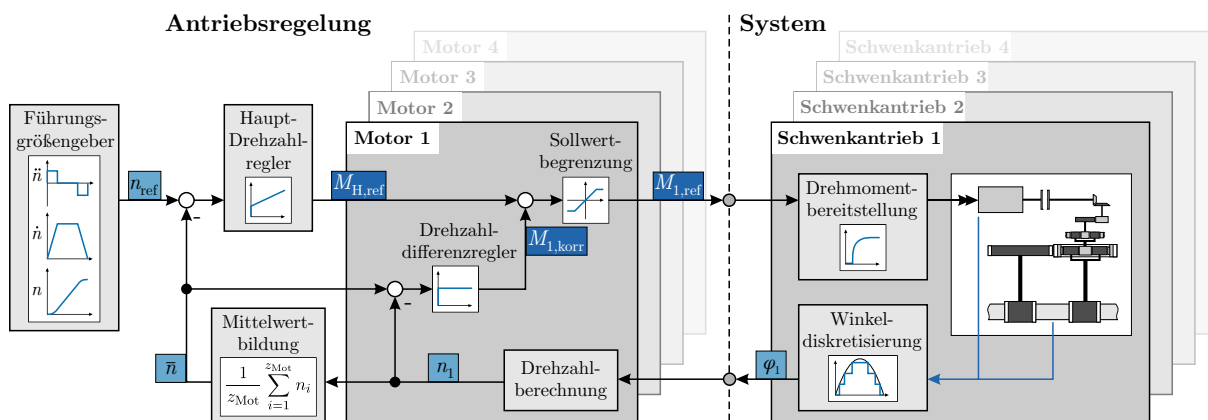 Antriebsregelung
System
Motor 4
Motor 3
Motor 2
Motor 1
Schwenkantrieb 4
Schwenkantrieb 3
Schwenkantrieb 2
Schwenkantrieb 1
Führungs-
größengeber
n̈
ṅ
n
n_ref
-
Haupt-
Drehzahl-
regler
M_H,ref
Drehzahl-
differenzregler
-
M_1,korr
Sollwert-
begrenzung
M_1,ref
Drehmoment-
bereitstellung
Winkel-
diskretisierung
φ_1
Drehzahl-
berechnung
n_1
Mittelwert-
bildung
1/z_Mot ∑_{i=1}^{z_Mot} n_i
n̄